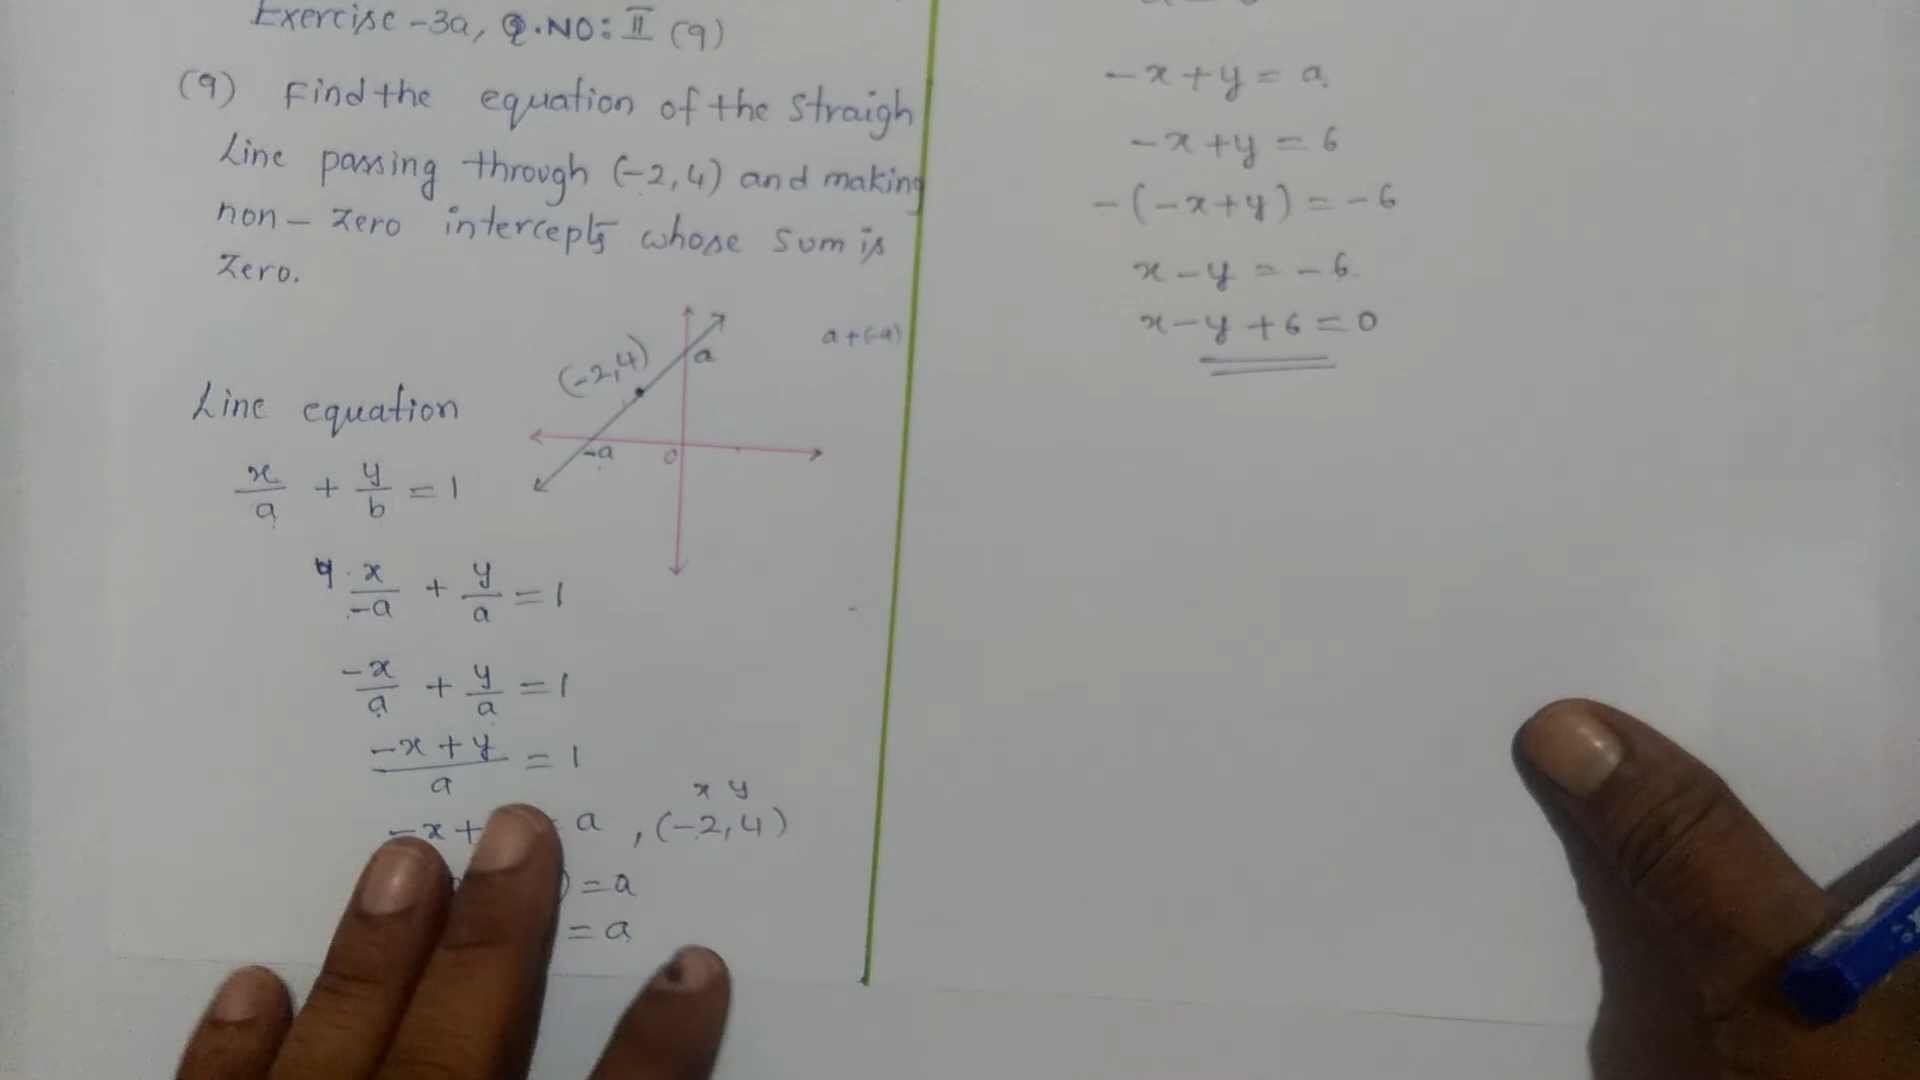 Exercise-3a, Q.NO: II (9)
(9) Find the equation of the straigh
Line passing through (-2,4) and making
non-zero intercepts whose sum is
zero.
(-2,4)
a
a+(-a)
-a
0
Line equation
x/a + y/b = 1
x/-a + y/a = 1
-x/a + y/a = 1
-x+y/a = 1
x y
-x+ a , (-2,4)
) = a
= a
-x+y = a
-x+y = 6
-(-x+y) = -6
x-y = -6
x-y+6=0